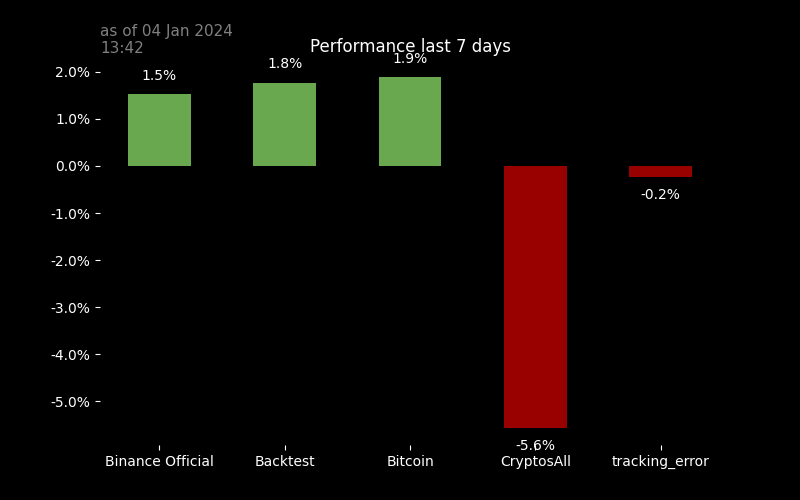 as of 04 Jan 2024
13:42
Performance last 7 days
2.0%
1.0%
0.0%
-1.0%
-2.0%
-3.0%
-4.0%
-5.0%
1.5%
1.8%
1.9%
-5.6%
-0.2%
Binance Official
Backtest
Bitcoin
CryptosAll
tracking_error